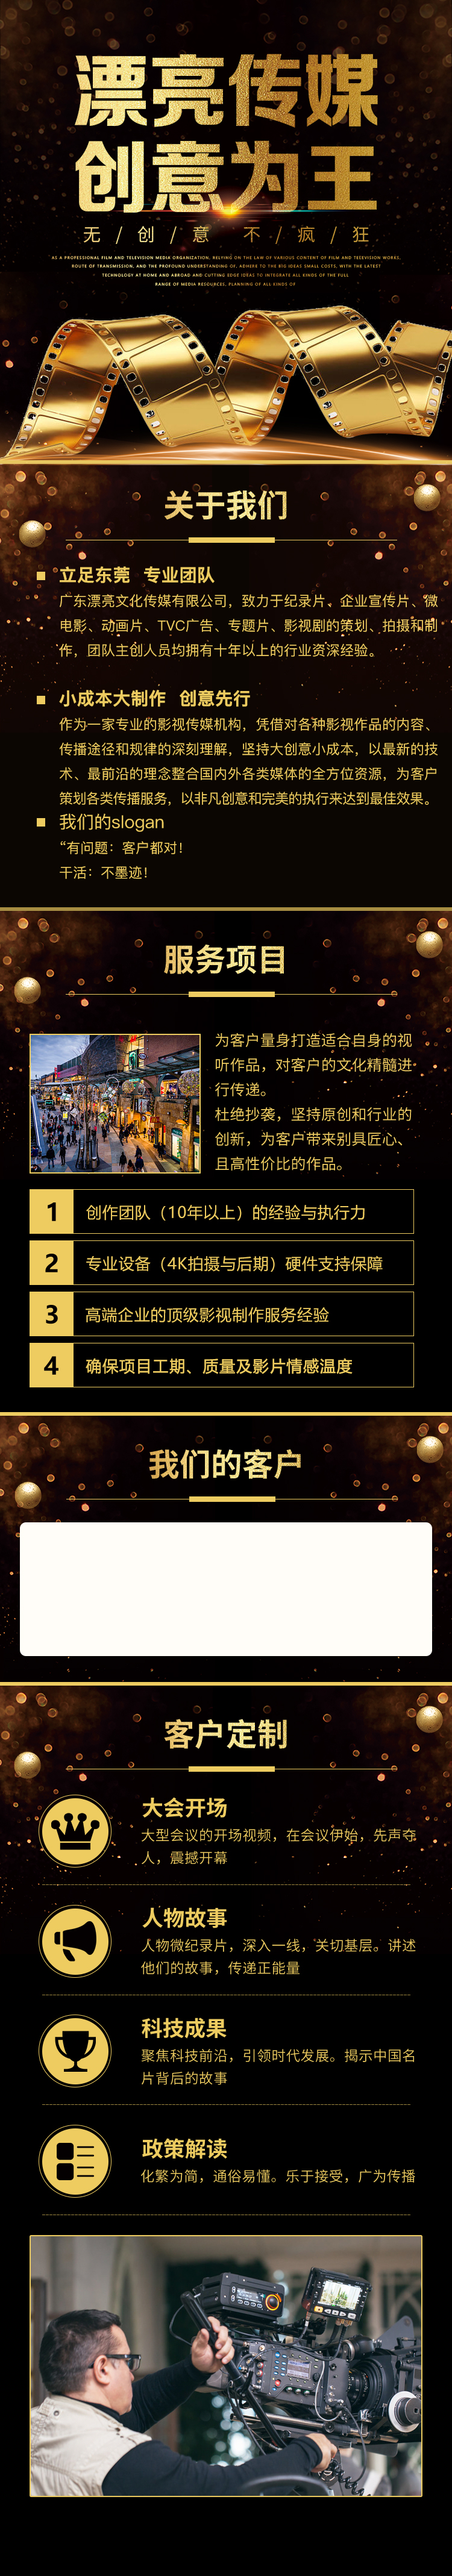 漂亮传媒
创意为王
无 / 创 / 意 不 / 疯 / 狂
AS A PROFESSIONAL FILM AND TELEVISION MEDIA ORGANIZATION, RELYING ON THE LAW OF VARIOUS CONTENT OF FILM AND TELEVISION WORKS,
ROUTE OF TRANSMISSION, AND THE PROFOUND UNDERSTANDING OF, ADHERE TO THE BIG IDEAS SMALL COSTS, WITH THE LATEST
TECHNOLOGY AT HOME AND ABROAD AND CUTTING EDGE IDEAS TO INTEGRATE ALL KINDS OF THE FULL
RANGE OF MEDIA RESOURCES, PLANNING OF ALL KINDS OF
关于我们
立足东莞 专业团队
广东漂亮文化传媒有限公司，致力于纪录片、企业宣传片、微
电影、动画片、TVC广告、专题片、影视剧的策划、拍摄和制
作，团队主创人员均拥有十年以上的行业资深经验。
小成本大制作 创意先行
作为一家专业的影视传媒机构，凭借对各种影视作品的内容、
传播途径和规律的深刻理解，坚持大创意小成本，以最新的技
术、最前沿的理念整合国内外各类媒体的全方位资源，为客户
策划各类传播服务，以非凡创意和完美的执行来达到最佳效果。
我们的slogan
“有问题：客户都对！
干活：不墨迹！
服务项目
为客户量身打造适合自身的视
听作品，对客户的文化精髓进
行传递。
杜绝抄袭，坚持原创和行业的
创新，为客户带来别具匠心、
且高性价比的作品。
1 创作团队（10年以上）的经验与执行力
2 专业设备（4K拍摄与后期）硬件支持保障
3 高端企业的顶级影视制作服务经验
4 确保项目工期、质量及影片情感温度
我们的客户
客户定制
大会开场
大型会议的开场视频，在会议伊始，先声夺
人，震撼开幕
人物故事
人物微纪录片，深入一线，关切基层。讲述
他们的故事，传递正能量
科技成果
聚焦科技前沿，引领时代发展。揭示中国名
片背后的故事
政策解读
化繁为简，通俗易懂。乐于接受，广为传播